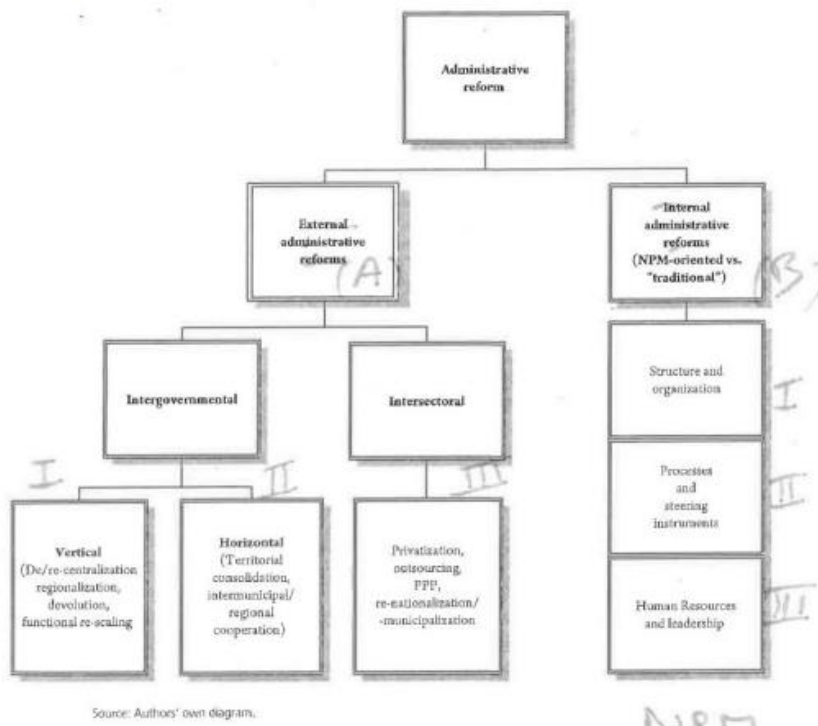 Administrative
reform
External
administrative
reforms
(A)
Internal
administrative
reforms
(NPM-oriented vs.
"traditional")
(B)
Intergovernmental
Intersectoral
Structure and
organization
I
I
II
III
Processes
and
steering
instruments
II
Vertical
(De/re-centralization
regionalization,
devolution,
functional re-scaling
Horizontal
(Territorial
consolidation,
intermunicipal/
regional
cooperation)
Privatization,
outsourcing,
PPP,
re-nationalization/
-municipalization
Human Resources
and leadership
III
Source: Authors' own diagram.
NPM